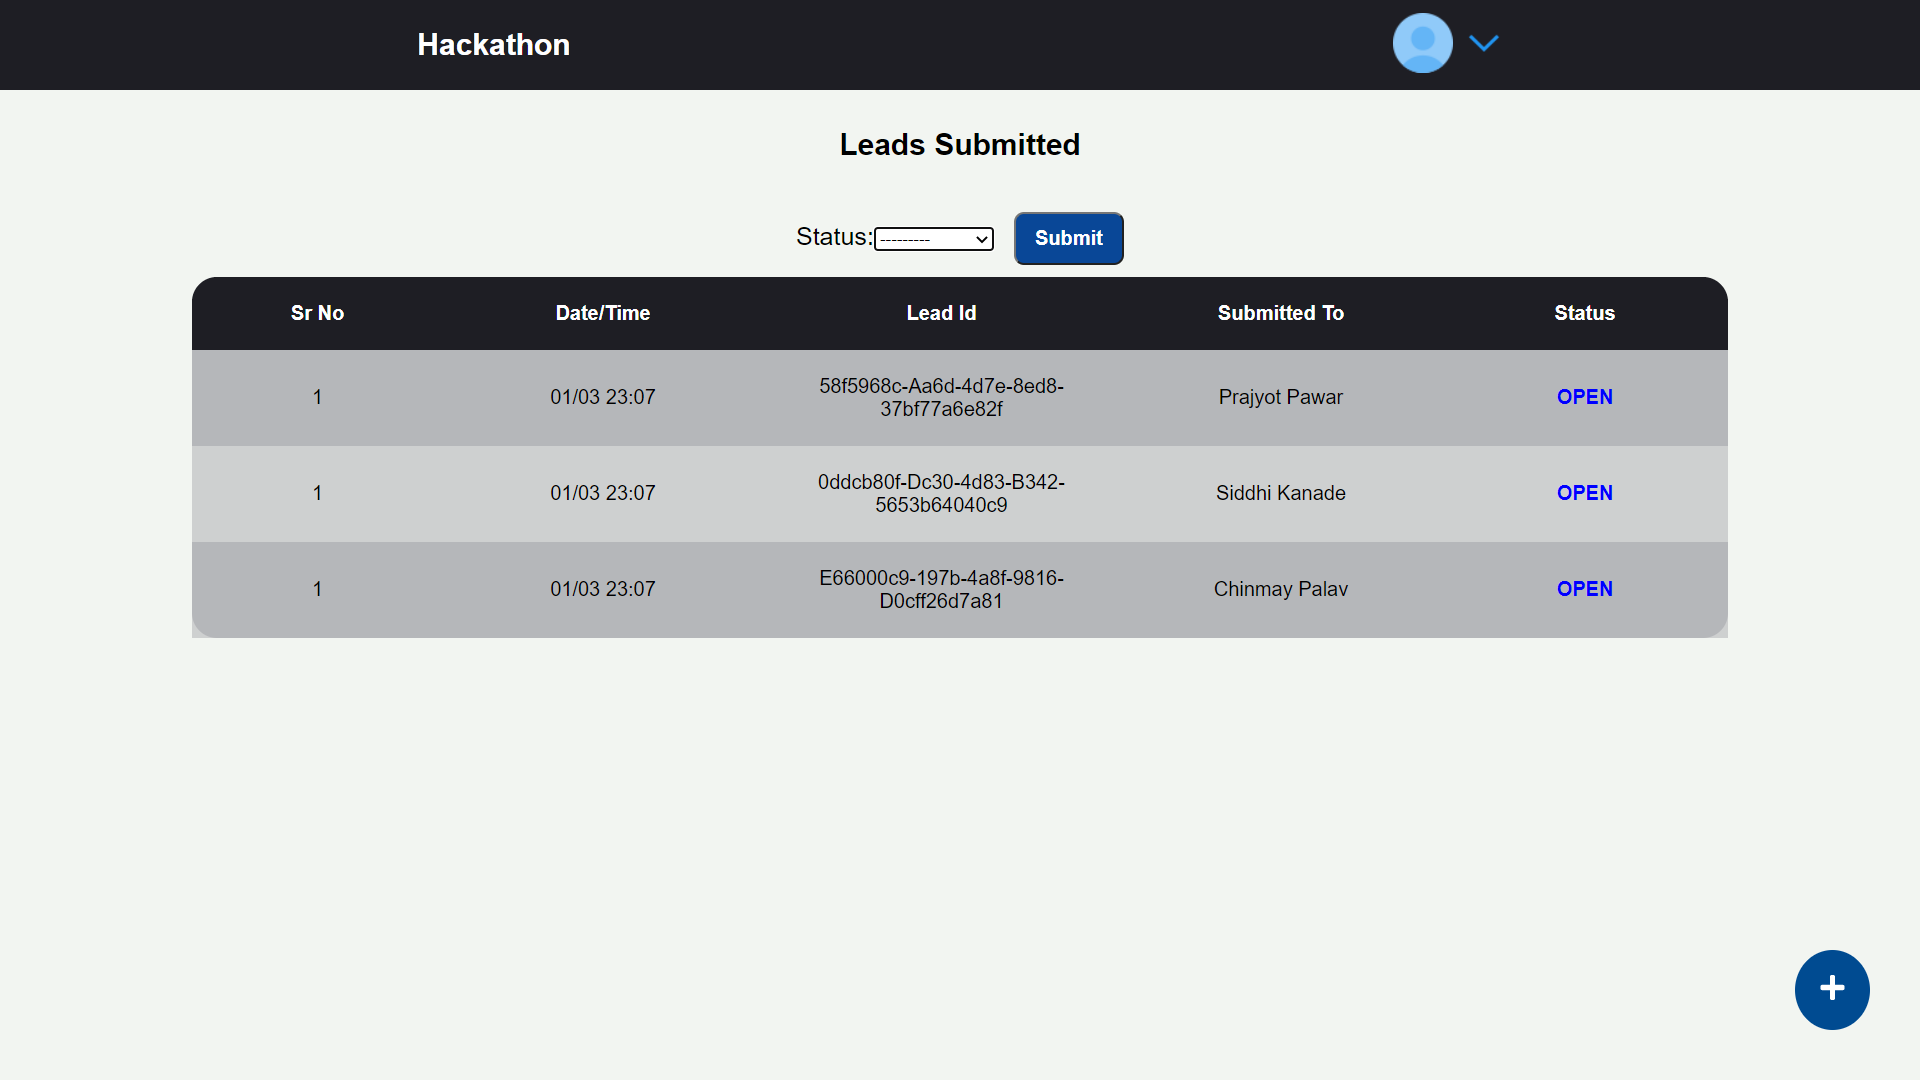 Hackathon
Leads Submitted
Status: --------- Submit
Sr No Date/Time Lead Id Submitted To Status
1 01/03 23:07 58f5968c-Aa6d-4d7e-8ed8-
37bf77a6e82f Prajyot Pawar OPEN
1 01/03 23:07 0ddcb80f-Dc30-4d83-B342-
5653b64040c9 Siddhi Kanade OPEN
1 01/03 23:07 E66000c9-197b-4a8f-9816-
D0cff26d7a81 Chinmay Palav OPEN
+